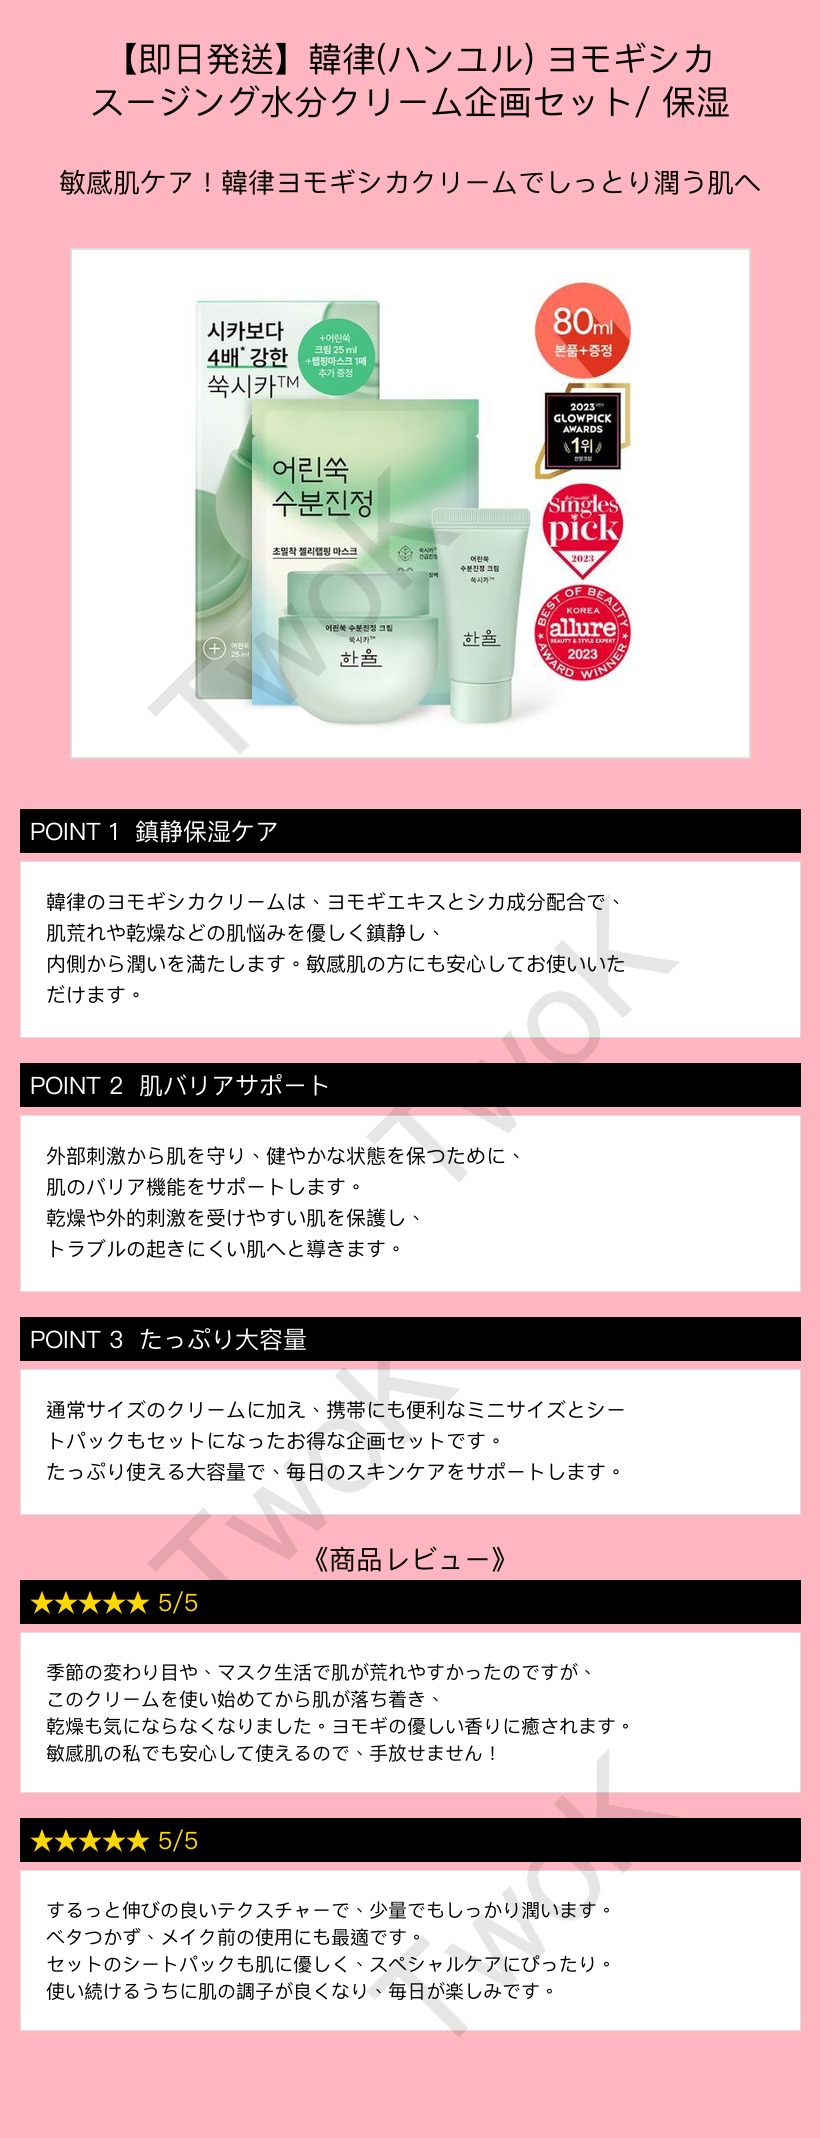 【即日発送】韓律(ハンユル) ヨモギシカ
スージング水分クリーム企画セット/ 保湿
敏感肌ケア！韓律ヨモギシカクリームでしっとり潤う肌へ
시카보다
4배* 강한
쑥시카™
+어린쑥
크림 25 ml
+랩핑마스크 1매
추가 증정
80ml
본품+증정
2023
GLOWPICK
AWARDS
1위
어린쑥
수분진정
초밀착 젤리랩핑 마스크
singles
pick
2023
어린쑥
수분진정 크림
쑥시카™
한율
어린쑥 수분진정 크림
쑥시카™
한율
BEST OF BEAUTY
KOREA
allure
BEAUTY & STYLE EXPERT
2023
AWARD WINNER
어린쑥
25 ml
TwoK
POINT 1 鎮静保湿ケア
韓律のヨモギシカクリームは、ヨモギエキスとシカ成分配合で、
肌荒れや乾燥などの肌悩みを優しく鎮静し、
内側から潤いを満たします。敏感肌の方にも安心してお使いいた
だけます。
TwoK
POINT 2 肌バリアサポート
外部刺激から肌を守り、健やかな状態を保つために、
肌のバリア機能をサポートします。
乾燥や外的刺激を受けやすい肌を保護し、
トラブルの起きにくい肌へと導きます。
POINT 3 たっぷり大容量
通常サイズのクリームに加え、携帯にも便利なミニサイズとシー
トパックもセットになったお得な企画セットです。
たっぷり使える大容量で、毎日のスキンケアをサポートします。
TwoK
《商品レビュー》
★★★★★ 5/5
季節の変わり目や、マスク生活で肌が荒れやすかったのですが、
このクリームを使い始めてから肌が落ち着き、
乾燥も気にならなくなりました。ヨモギの優しい香りに癒されます。
敏感肌の私でも安心して使えるので、手放せません！
★★★★★ 5/5
するっと伸びの良いテクスチャーで、少量でもしっかり潤います。
ベタつかず、メイク前の使用にも最適です。
セットのシートパックも肌に優しく、スペシャルケアにぴったり。
使い続けるうちに肌の調子が良くなり、毎日が楽しみです。
TwoK